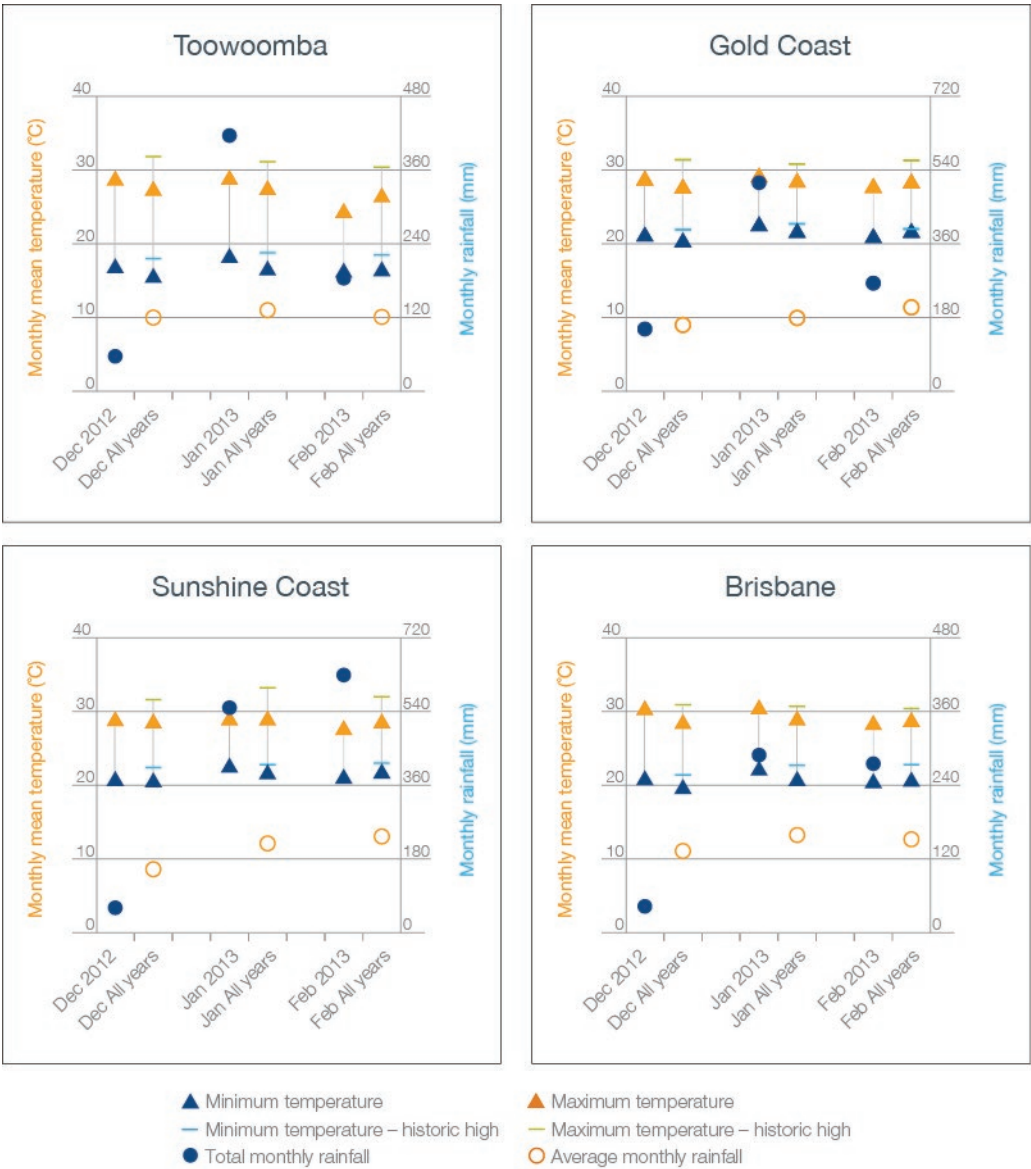 Toowoomba
Monthly mean temperature (°C)
40
30
20
10
0
480
360
240
120
0
Monthly rainfall (mm)
Dec 2012
Dec All years
Jan 2013
Jan All years
Feb 2013
Feb All years
Gold Coast
Monthly mean temperature (°C)
40
30
20
10
0
720
540
360
180
0
Monthly rainfall (mm)
Dec 2012
Dec All years
Jan 2013
Jan All years
Feb 2013
Feb All years
Sunshine Coast
Monthly mean temperature (°C)
40
30
20
10
0
720
540
360
180
0
Monthly rainfall (mm)
Dec 2012
Dec All years
Jan 2013
Jan All years
Feb 2013
Feb All years
Brisbane
Monthly mean temperature (°C)
40
30
20
10
0
480
360
240
120
0
Monthly rainfall (mm)
Dec 2012
Dec All years
Jan 2013
Jan All years
Feb 2013
Feb All years
Minimum temperature
Maximum temperature
Minimum temperature – historic high
Maximum temperature – historic high
Total monthly rainfall
Average monthly rainfall